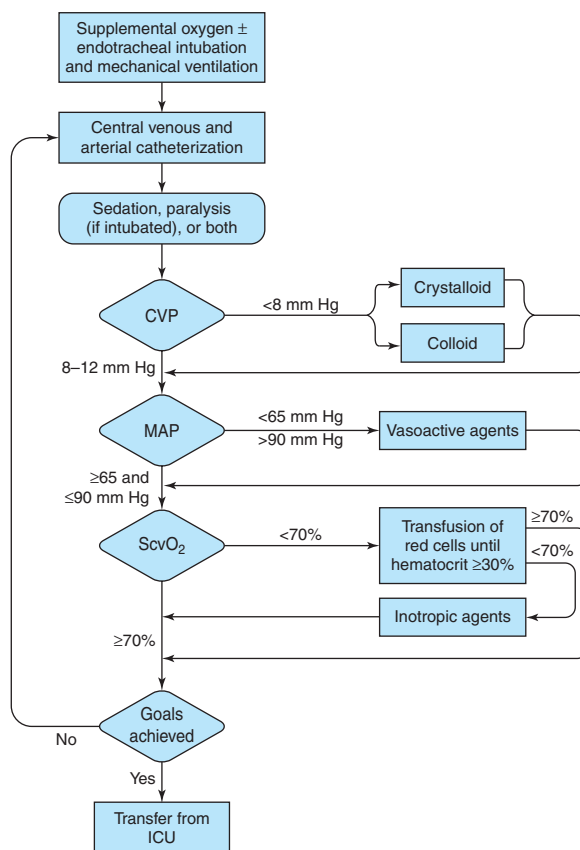 Supplemental oxygen ±
endotracheal intubation
and mechanical ventilation
Central venous and
arterial catheterization
Sedation, paralysis
(if intubated), or both
CVP
<8 mm Hg
Crystalloid
Colloid
8–12 mm Hg
MAP
<65 mm Hg
>90 mm Hg
Vasoactive agents
≥65 and
≤90 mm Hg
ScvO₂
<70%
Transfusion of
red cells until
hematocrit ≥30%
≥70%
<70%
Inotropic agents
≥70%
Goals
achieved
No
Yes
Transfer from
ICU